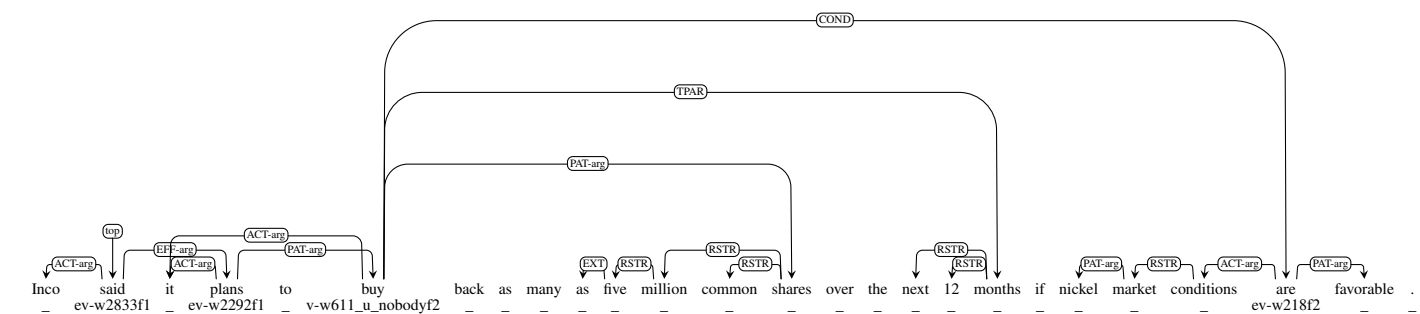 COND
TPAR
PAT-arg
top
ACT-arg
EFF-arg PAT-arg RSTR RSTR
ACT-arg ACT-arg EXT RSTR RSTR RSTR PAT-arg RSTR ACT-arg PAT-arg
Inco said it plans to buy back as many as five million common shares over the next 12 months if nickel market conditions are favorable .
_ ev-w2833f1 _ ev-w2292f1 _ v-w611_u_nobodyf2 _ _ _ _ _ _ _ _ _ _ _ _ _ _ _ _ _ ev-w218f2 _ _